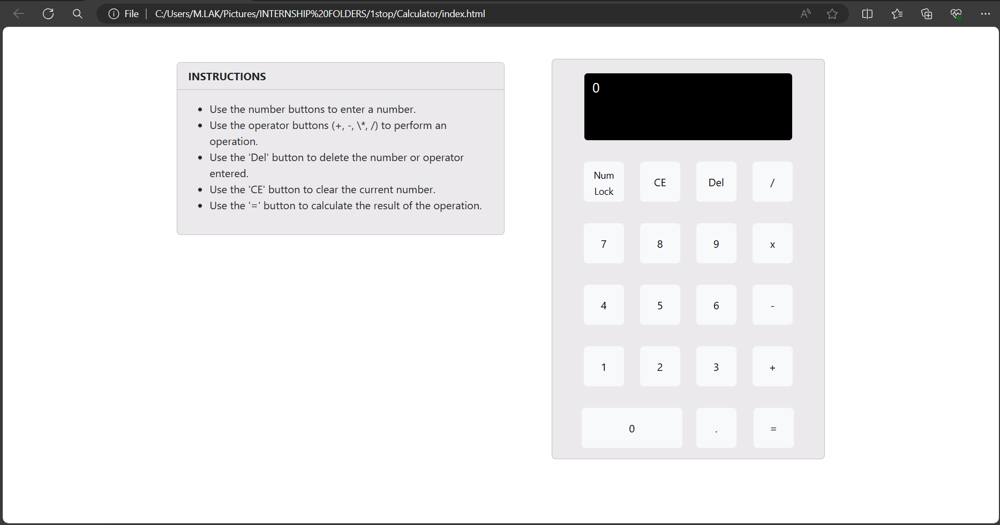 File
C:/Users/M.LAK/Pictures/INTERNSHIP%20FOLDERS/1stop/Calculator/index.html
INSTRUCTIONS
• Use the number buttons to enter a number.
• Use the operator buttons (+, -, \*, /) to perform an
operation.
• Use the 'Del' button to delete the number or operator
entered.
• Use the 'CE' button to clear the current number.
• Use the '=' button to calculate the result of the operation.
0
Num
Lock
CE
Del
/
7
8
9
x
4
5
6
-
1
2
3
+
0
.
=